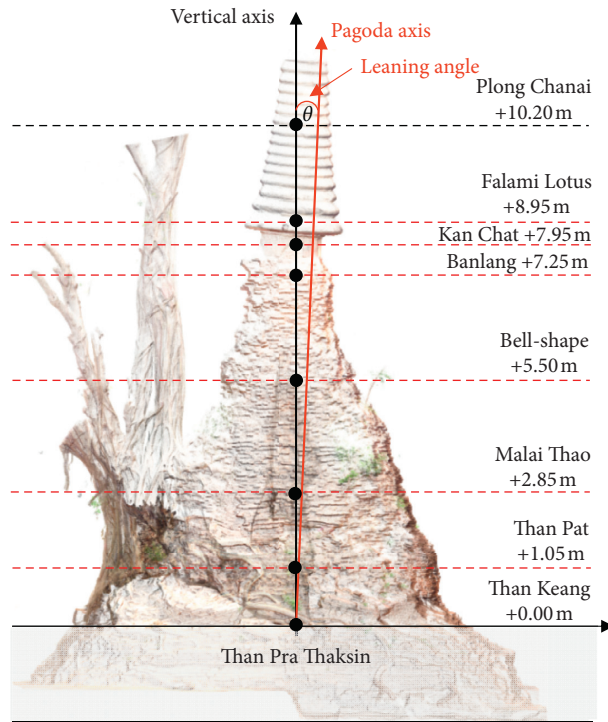 Vertical axis
Pagoda axis
Leaning angle
θ
Plong Chanai
+10.20 m
Falami Lotus
+8.95 m
Kan Chat +7.95 m
Banlang +7.25 m
Bell-shape
+5.50 m
Malai Thao
+2.85 m
Than Pat
+1.05 m
Than Keang
+0.00 m
Than Pra Thaksin